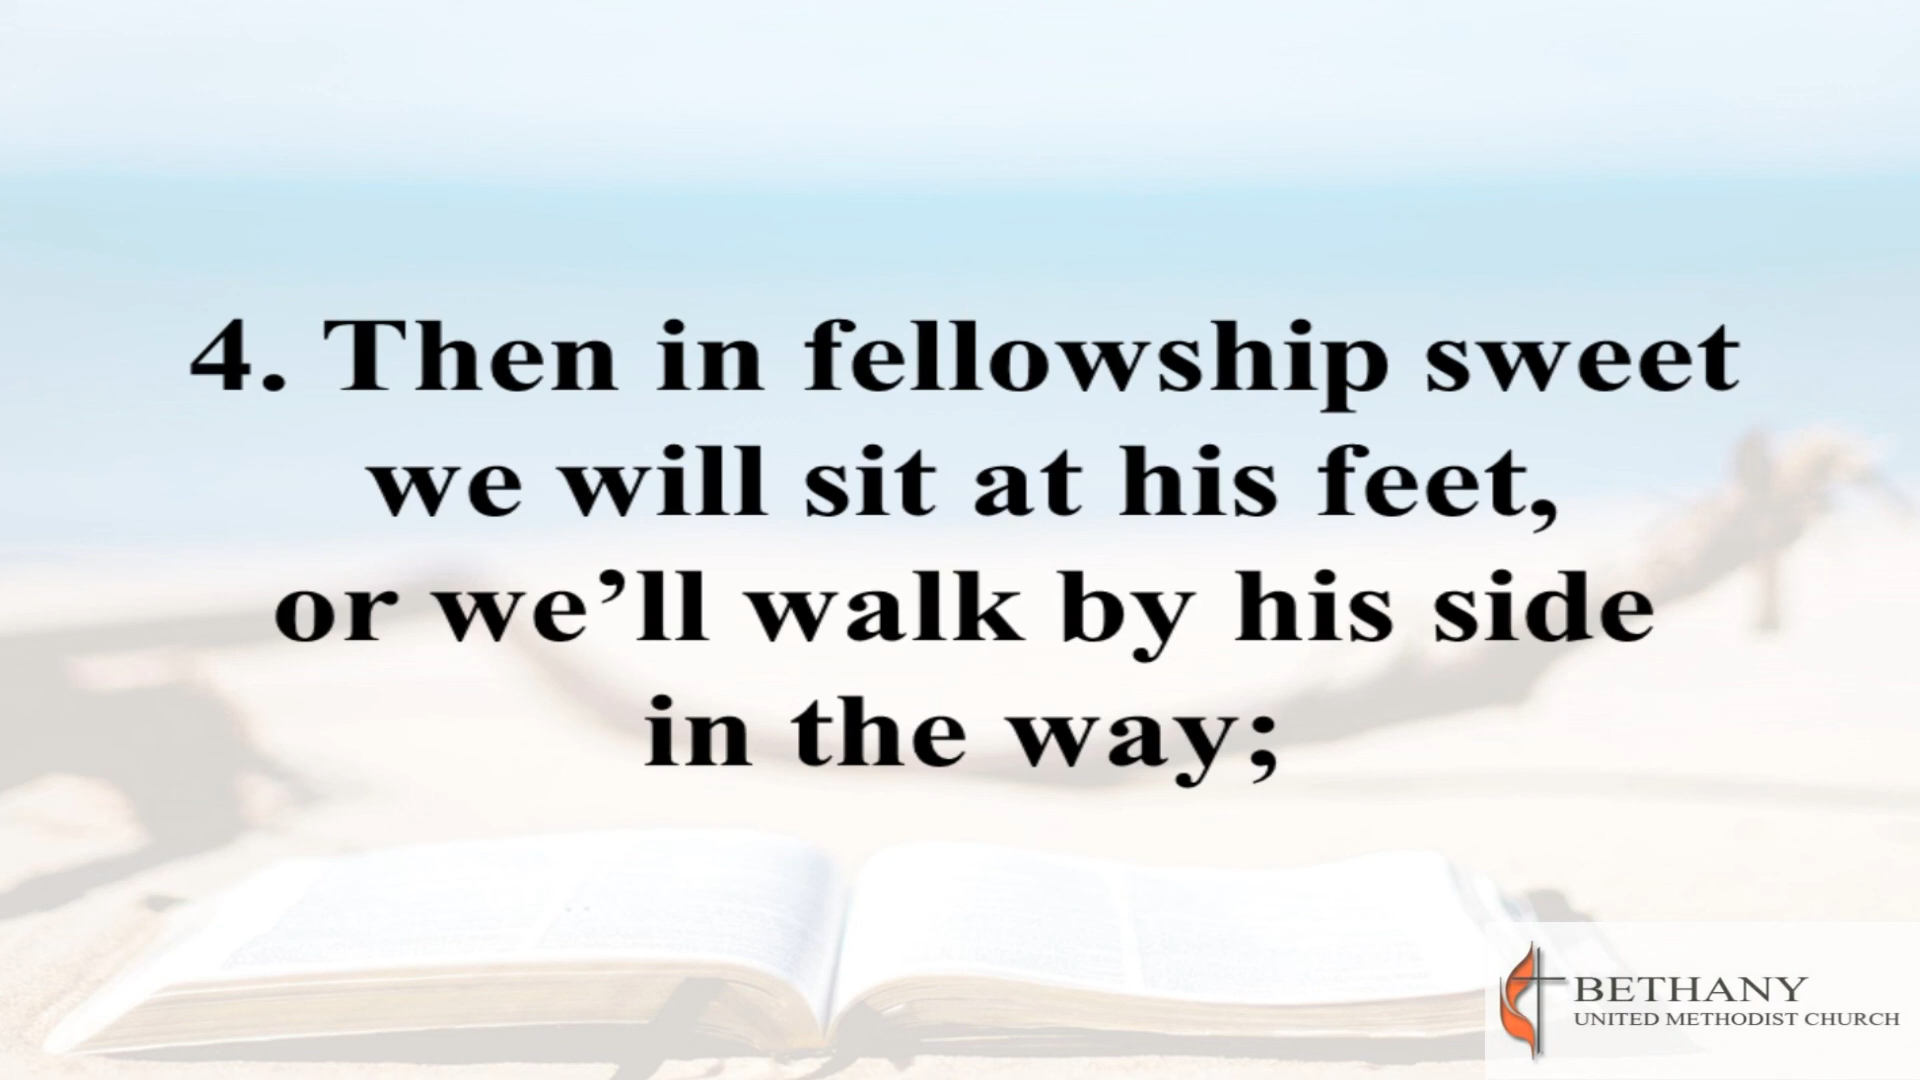 4. Then in fellowship sweet
we will sit at his feet,
or we’ll walk by his side
in the way;
BETHANY
UNITED METHODIST CHURCH